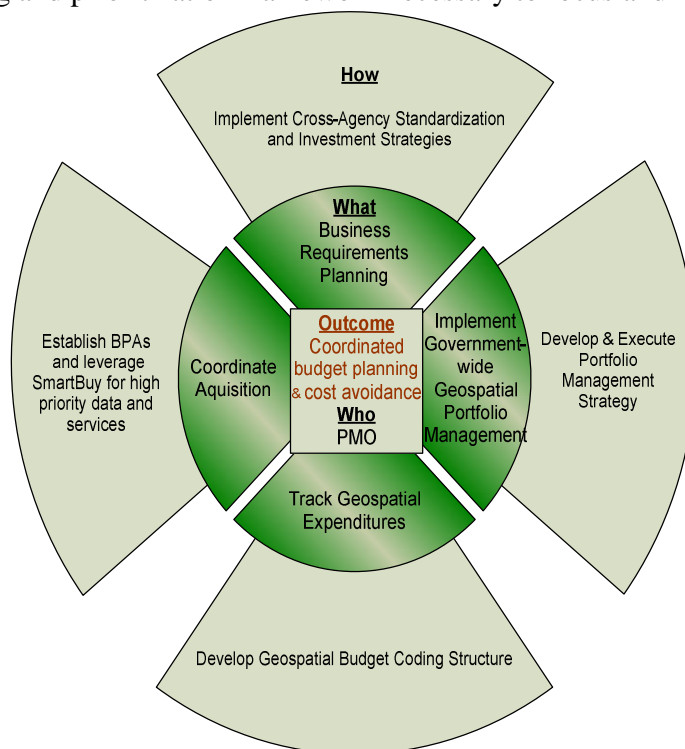 How
Implement Cross-Agency Standardization
and Investment Strategies
What
Business
Requirements
Planning
Establish BPAs
and leverage
SmartBuy for high
priority data and
services
Coordinate
Aquisition
Outcome
Coordinated
budget planning
& cost avoidance
Who
PMO
Implement
Government-
wide
Geospatial
Portfolio
Management
Develop & Execute
Portfolio
Management
Strategy
Track Geospatial
Expenditures
Develop Geospatial Budget Coding Structure